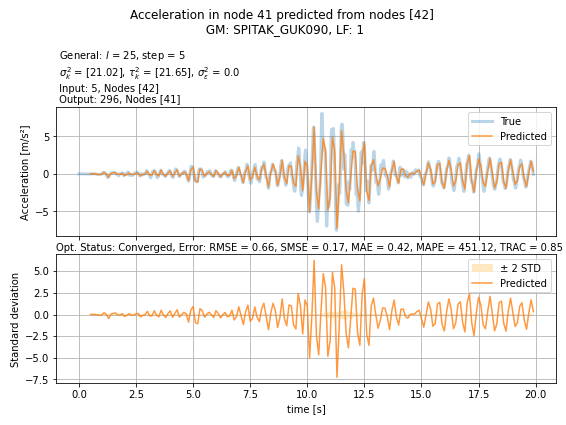 Acceleration in node 41 predicted from nodes [42]
GM: SPITAK_GUK090, LF: 1
General: l = 25, step = 5
σ²ₖ = [21.02], τ²ₖ = [21.65], σ²ε = 0.0
Input: 5, Nodes [42]
Output: 296, Nodes [41]
Acceleration [m/s²]
5
0
−5
True
Predicted
Opt. Status: Converged, Error: RMSE = 0.66, SMSE = 0.17, MAE = 0.42, MAPE = 451.12, TRAC = 0.85
Standard deviation
5.0
2.5
0.0
−2.5
−5.0
−7.5
± 2 STD
Predicted
0.0 2.5 5.0 7.5 10.0 12.5 15.0 17.5 20.0
time [s]